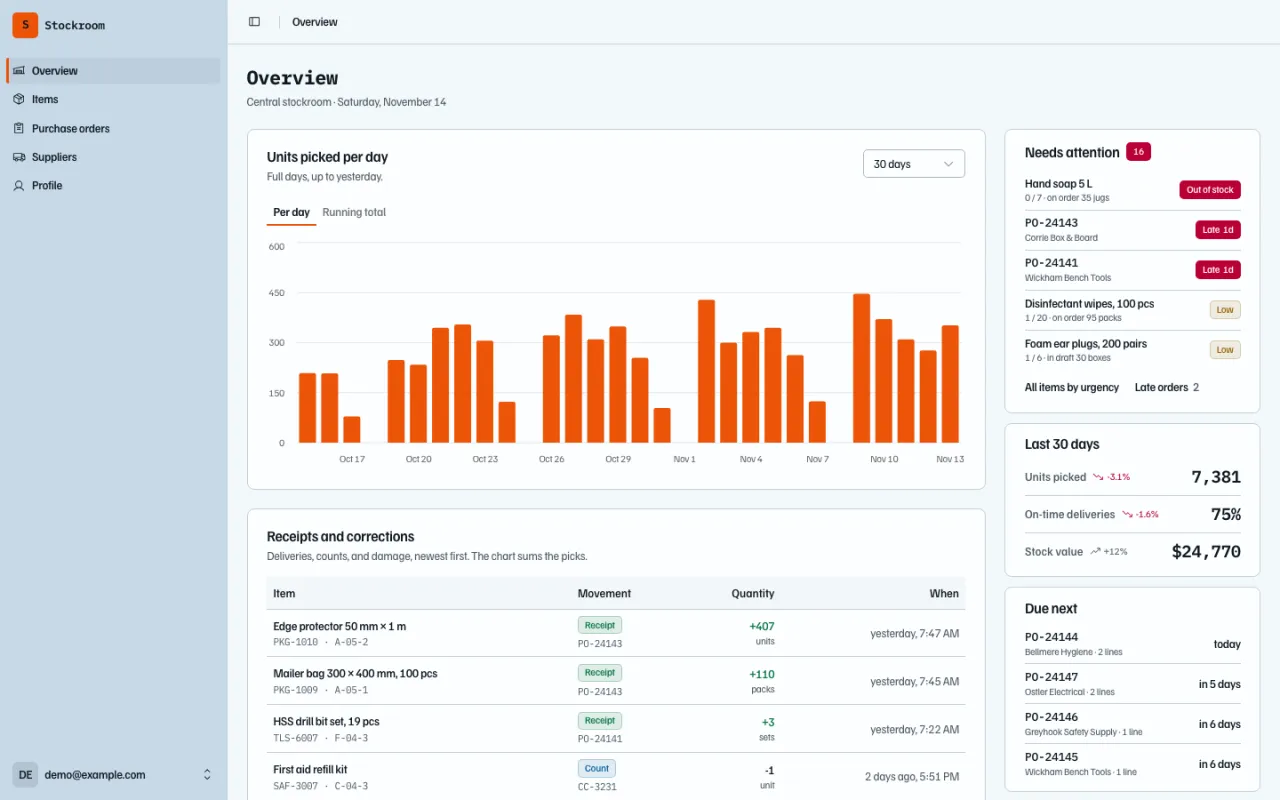 S Stockroom
Overview
Items
Purchase orders
Suppliers
Profile
DE demo@example.com
Overview
Overview
Central stockroom · Saturday, November 14
Units picked per day
Full days, up to yesterday.
30 days
Per day Running total
600
450
300
150
0
Oct 17 Oct 20 Oct 23 Oct 26 Oct 29 Nov 1 Nov 4 Nov 7 Nov 10 Nov 13
Receipts and corrections
Deliveries, counts, and damage, newest first. The chart sums the picks.
Item Movement Quantity When
Edge protector 50 mm × 1 m Receipt +407 yesterday, 7:47 AM
PKG-1010 · A-05-2 PO-24143 units
Mailer bag 300 × 400 mm, 100 pcs Receipt +110 yesterday, 7:45 AM
PKG-1009 · A-05-1 PO-24143 packs
HSS drill bit set, 19 pcs Receipt +3 yesterday, 7:22 AM
TLS-6007 · F-04-3 PO-24141 sets
First aid refill kit Count -1 2 days ago, 5:51 PM
SAF-3007 · C-04-3 CC-3231 unit
Needs attention 16
Hand soap 5 L Out of stock
0 / 7 · on order 35 jugs
PO-24143 Late 1d
Corrie Box & Board
PO-24141 Late 1d
Wickham Bench Tools
Disinfectant wipes, 100 pcs Low
1 / 20 · on order 95 packs
Foam ear plugs, 200 pairs Low
1 / 6 · in draft 30 boxes
All items by urgency Late orders 2
Last 30 days
Units picked -3.1% 7,381
On-time deliveries -1.6% 75%
Stock value +12% $24,770
Due next
PO-24144 today
Bellmere Hygiene · 2 lines
PO-24147 in 5 days
Ostler Electrical · 2 lines
PO-24146 in 6 days
Greyhook Safety Supply · 1 line
PO-24145 in 6 days
Wickham Bench Tools · 1 line